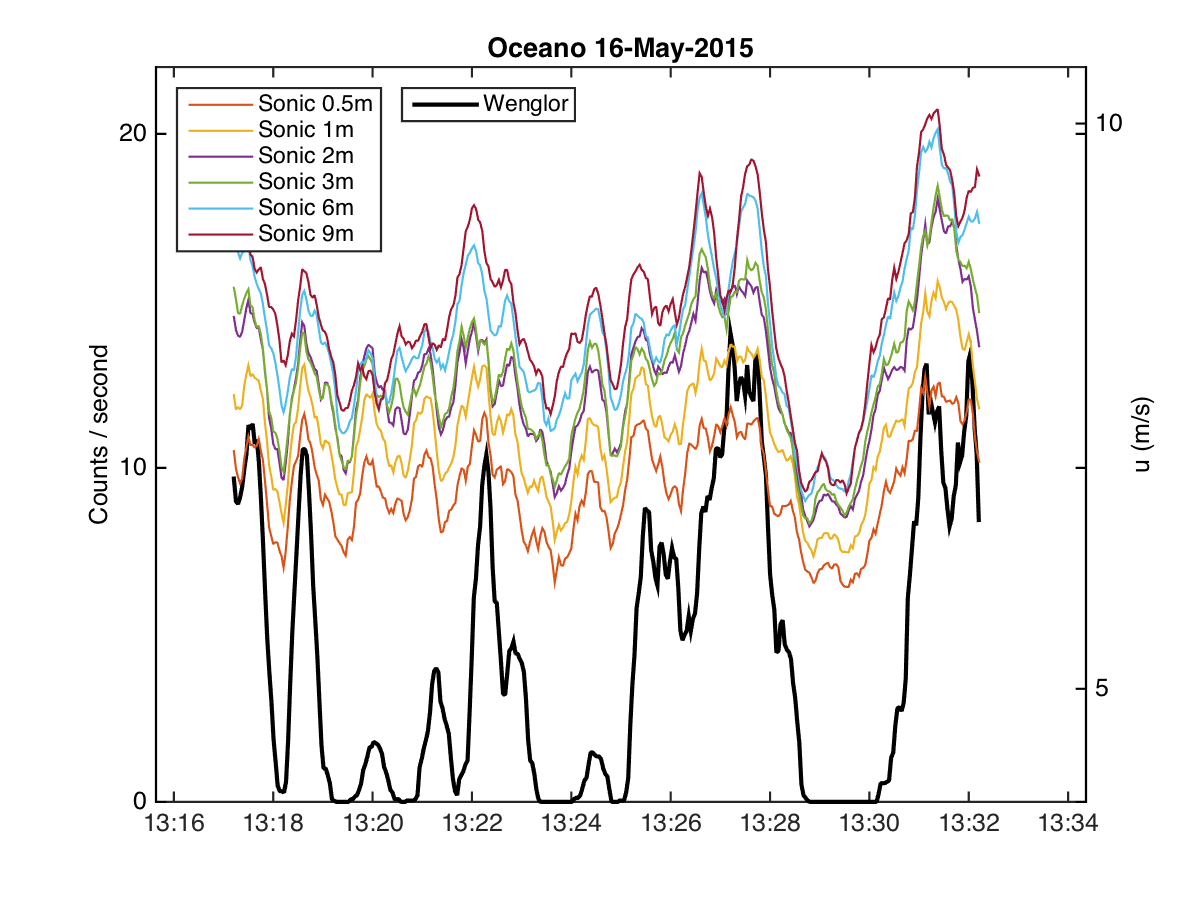 Oceano 16-May-2015
Sonic 0.5m
Sonic 1m
Sonic 2m
Sonic 3m
Sonic 6m
Sonic 9m
Wenglor
Counts / second
20
10
0
10
5
u (m/s)
13:16
13:18
13:20
13:22
13:24
13:26
13:28
13:30
13:32
13:34